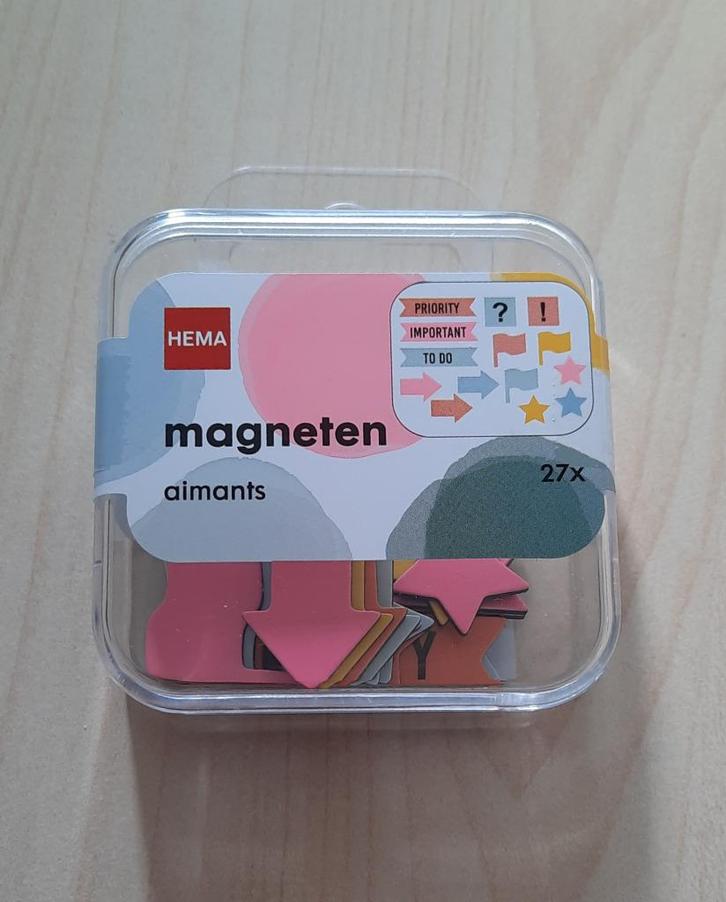 HEMA
PRIORITY
?
!
IMPORTANT
TO DO
magneten
aimants
27x
Y